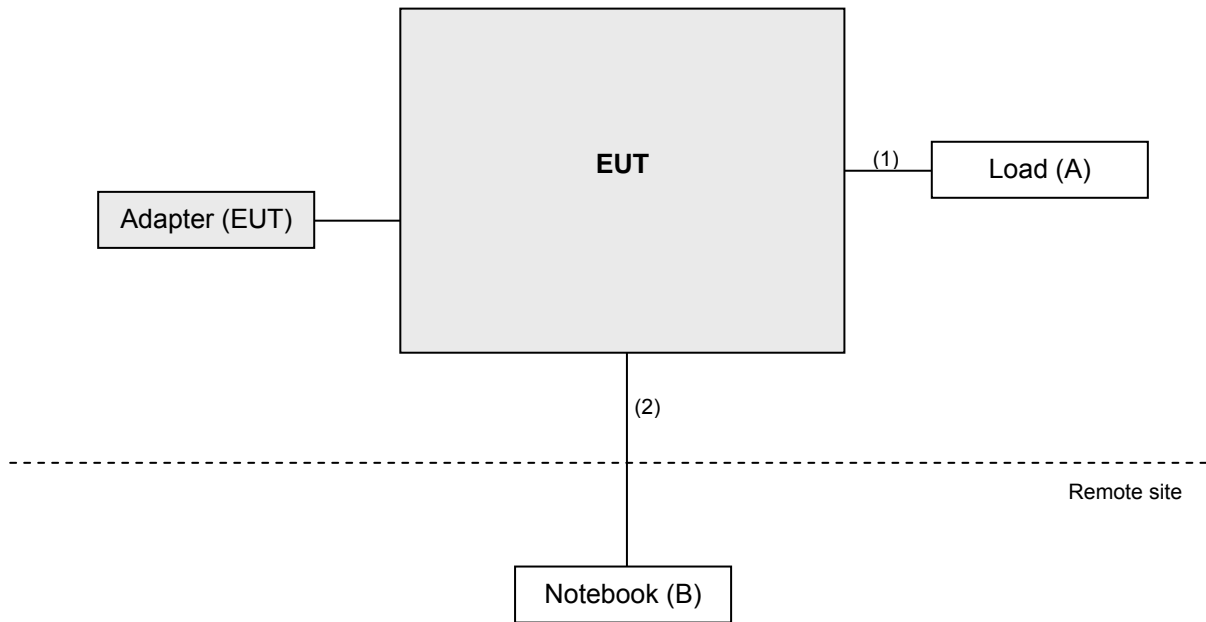 EUT
(1)
Load (A)
Adapter (EUT)
(2)
Remote site
Notebook (B)